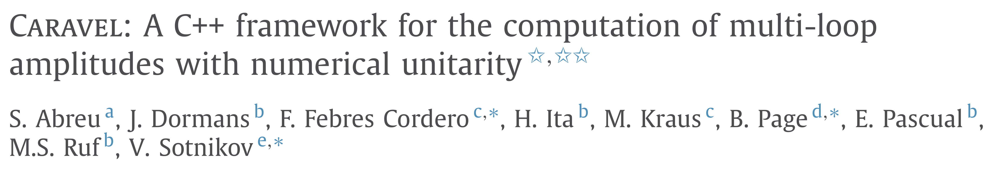 CARAVEL: A C++ framework for the computation of multi-loop
amplitudes with numerical unitarity ☆,☆☆
S. Abreu a, J. Dormans b, F. Febres Cordero c,*, H. Ita b, M. Kraus c, B. Page d,*, E. Pascual b,
M.S. Ruf b, V. Sotnikov e,*